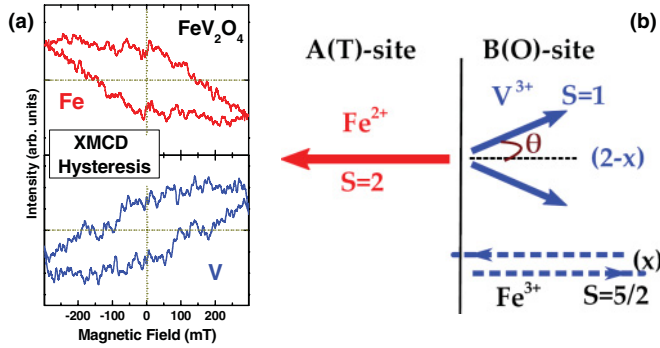 (a)
FeV₂O₄
Fe
XMCD
Hysteresis
V
Intensity (arb. units)
-200 -100 0 100 200
Magnetic Field (mT)
(b)
A(T)-site
B(O)-site
Fe²⁺
S=2
V³⁺
S=1
θ
(2-x)
(x)
Fe³⁺
S=5/2